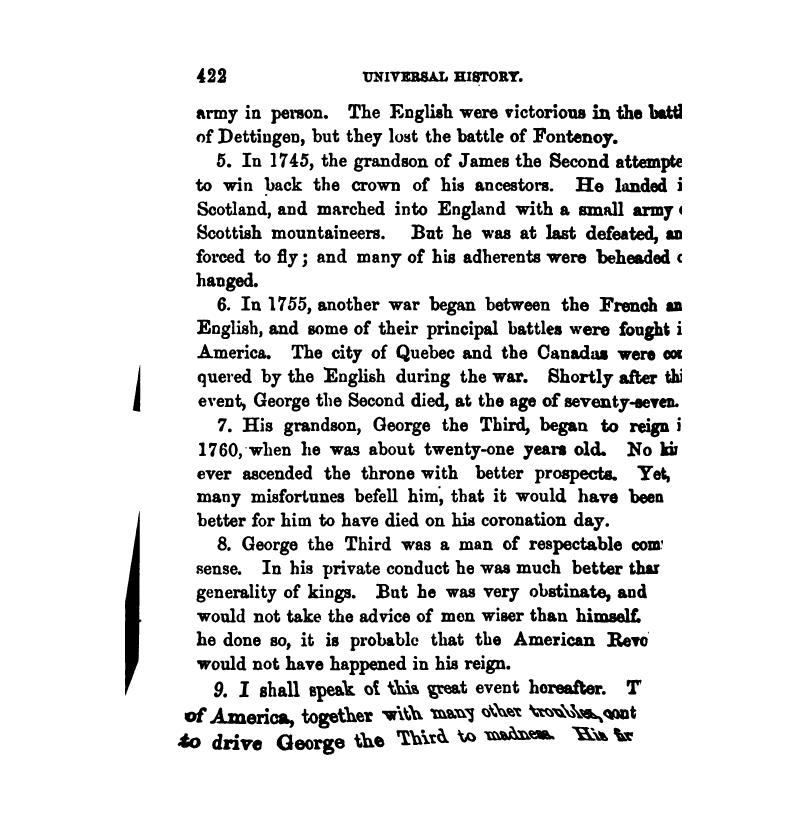 422 UNIVERSAL HISTORY.
army in person. The English were victorious in the battl
of Dettingen, but they lost the battle of Fontenoy.
5. In 1745, the grandson of James the Second attempte
to win back the crown of his ancestors. He landed i
Scotland, and marched into England with a small army
Scottish mountaineers. But he was at last defeated, an
forced to fly; and many of his adherents were beheaded
hanged.
6. In 1755, another war began between the French an
English, and some of their principal battles were fought i
America. The city of Quebec and the Canadas were con
quered by the English during the war. Shortly after thi
event, George the Second died, at the age of seventy-seven.
7. His grandson, George the Third, began to reign i
1760, when he was about twenty-one years old. No ki
ever ascended the throne with better prospects. Yet,
many misfortunes befell him, that it would have been
better for him to have died on his coronation day.
8. George the Third was a man of respectable com
sense. In his private conduct he was much better than
generality of kings. But he was very obstinate, and
would not take the advice of men wiser than himself.
he done so, it is probable that the American Revo
would not have happened in his reign.
9. I shall speak of this great event hereafter. T
of America, together with many other troubles, cont
to drive George the Third to madness. His fir